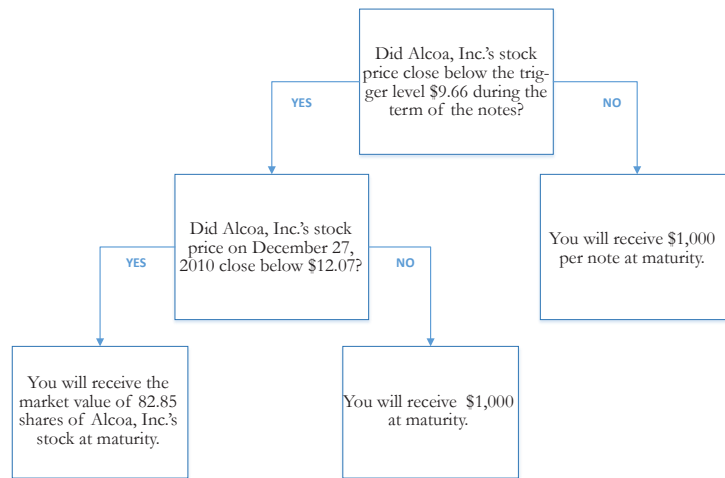 Did Alcoa, Inc.'s stock
price close below the trig-
ger level $9.66 during the
term of the notes?
YES
NO
Did Alcoa, Inc.'s stock
price on December 27,
2010 close below $12.07?
You will receive $1,000
per note at maturity.
YES
NO
You will receive the
market value of 82.85
shares of Alcoa, Inc.'s
stock at maturity.
You will receive $1,000
at maturity.